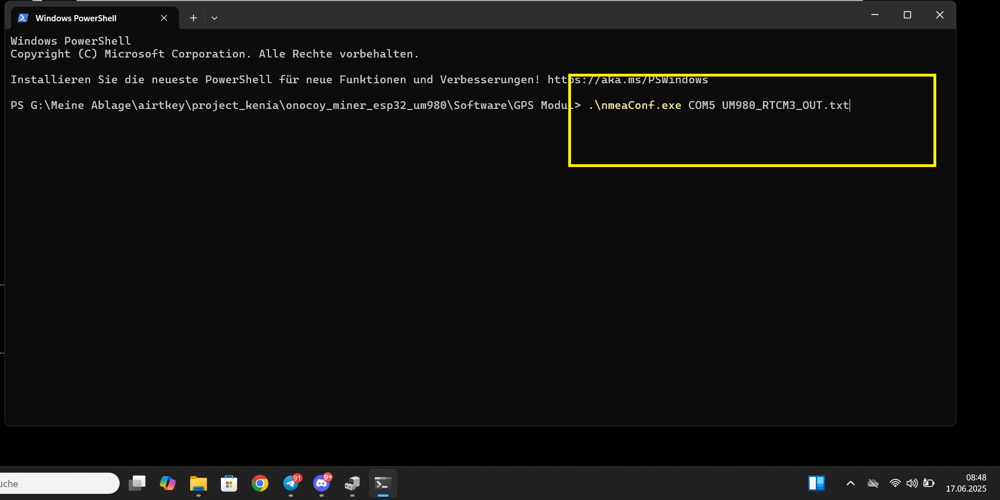 Windows PowerShell
Windows PowerShell
Copyright (C) Microsoft Corporation. Alle Rechte vorbehalten.
Installieren Sie die neueste PowerShell für neue Funktionen und Verbesserungen! https://aka.ms/PSWindows
PS G:\Meine Ablage\airtkey\project_kenia\onocoy_miner_esp32_um980\Software\GPS Modul> .\nmeaConf.exe COM5 UM980_RTCM3_OUT.txt
uche
91
9+
08:48
17.06.2025